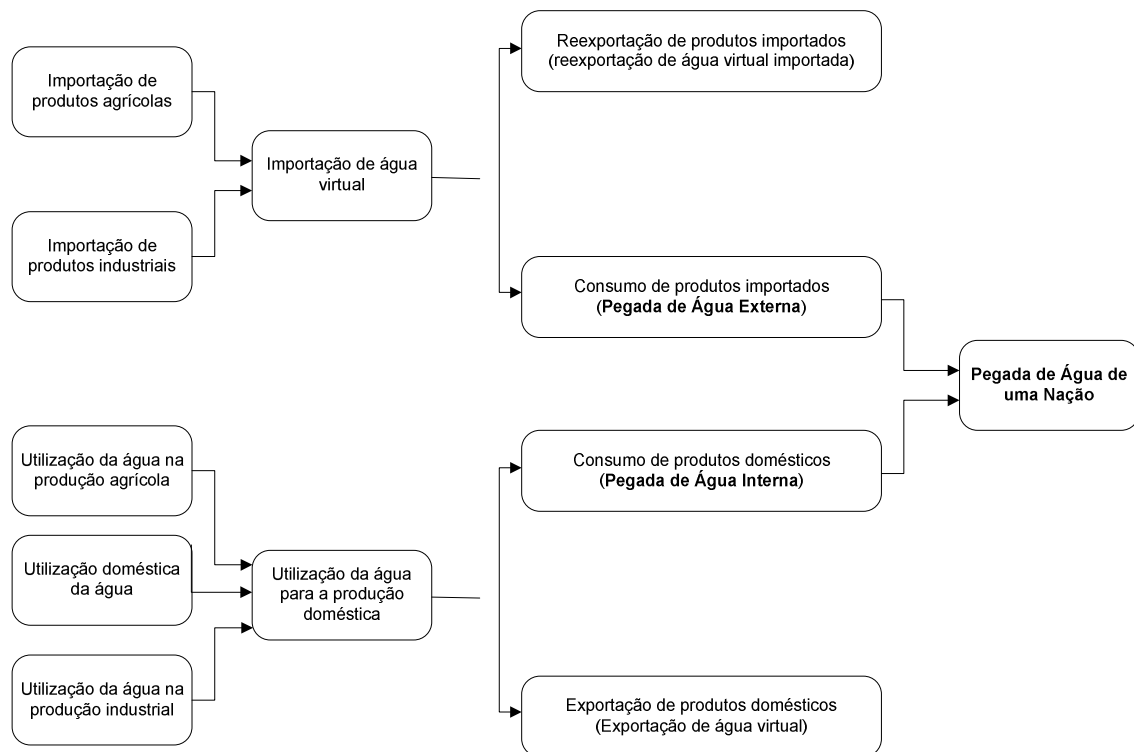 Reexportação de produtos importados
(reexportação de água virtual importada)
Importação de
produtos agrícolas
Importação de água
virtual
Importação de
produtos industriais
Consumo de produtos importados
(Pegada de Água Externa)
Pegada de Água de
uma Nação
Utilização da água na
produção agrícola
Consumo de produtos domésticos
(Pegada de Água Interna)
Utilização doméstica
da água
Utilização da água
para a produção
doméstica
Utilização da água na
produção industrial
Exportação de produtos domésticos
(Exportação de água virtual)